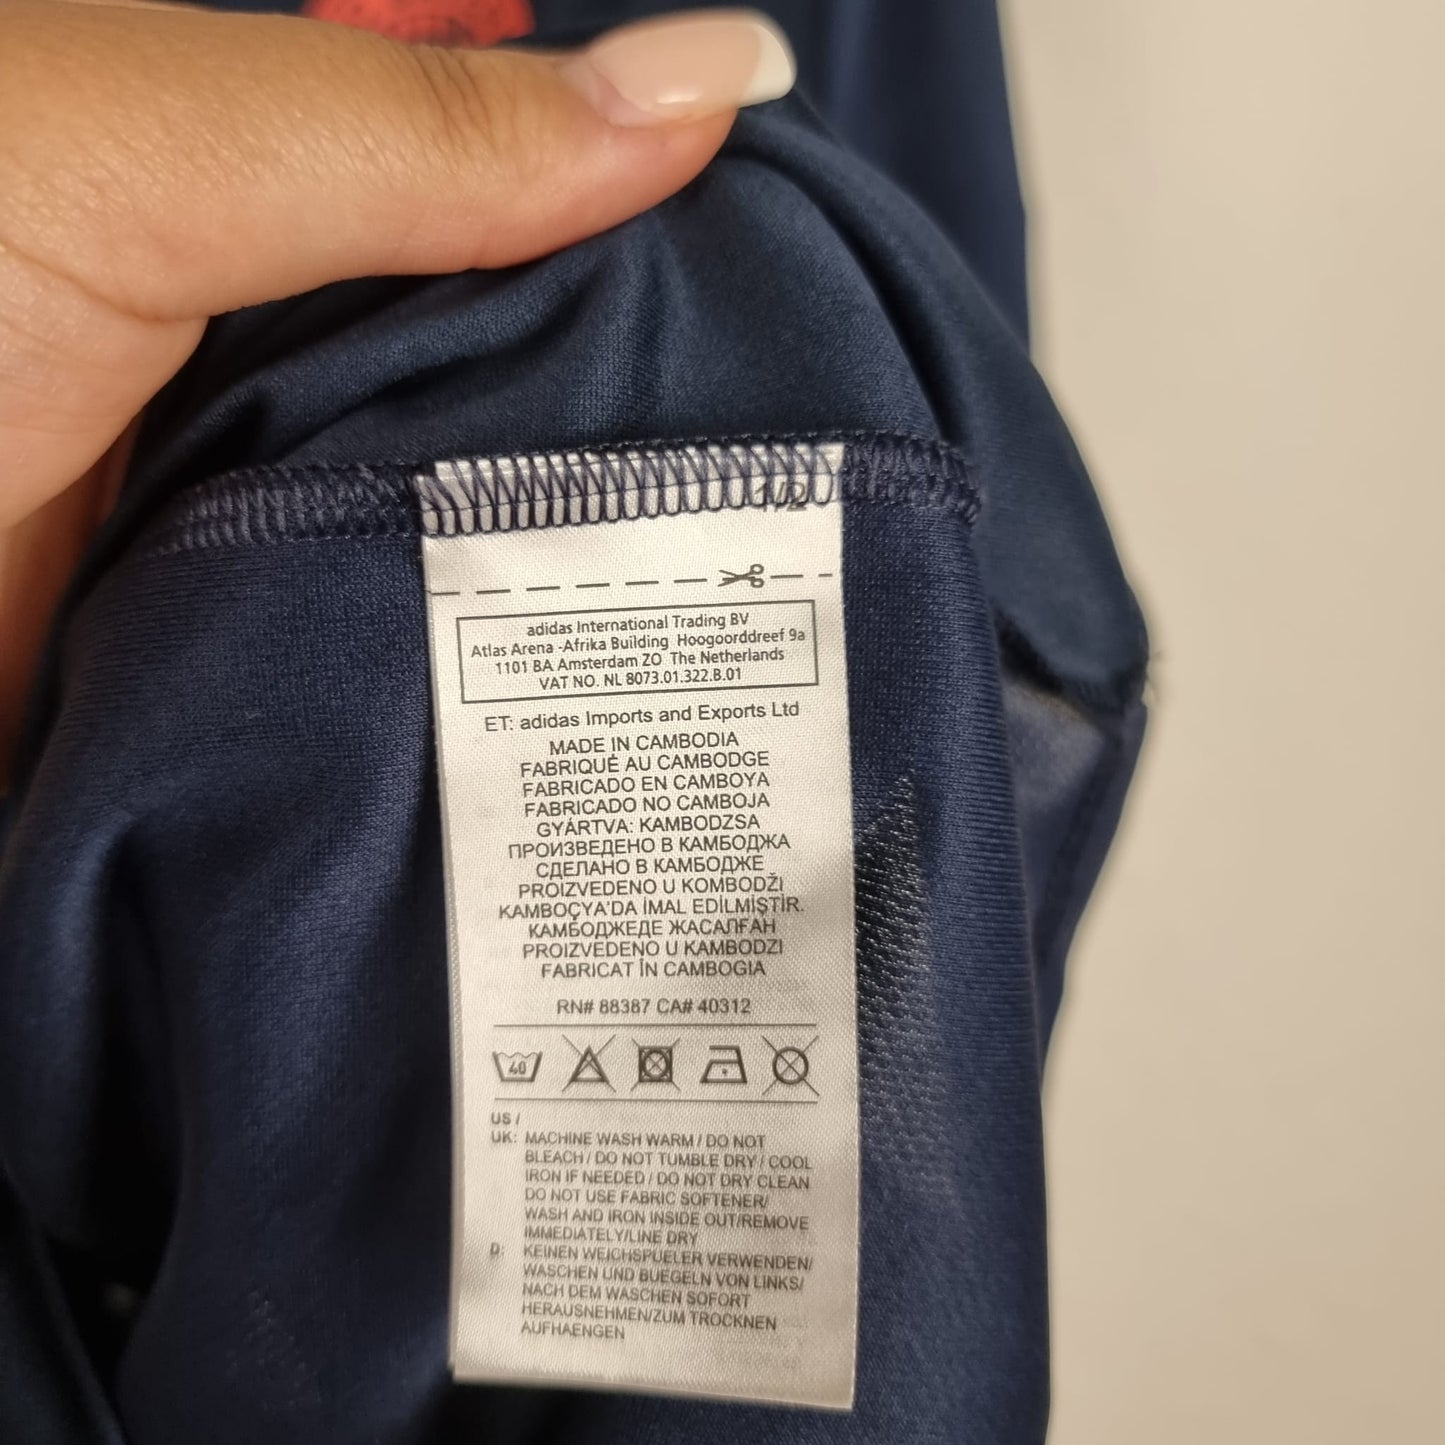 1/2
adidas International Trading BV
Atlas Arena -Afrika Building Hoogoorddreef 9a
1101 BA Amsterdam ZO The Netherlands
VAT NO. NL 8073.01.322.B.01
ET: adidas Imports and Exports Ltd
MADE IN CAMBODIA
FABRIQUÉ AU CAMBODGE
FABRICADO EN CAMBOYA
FABRICADO NO CAMBOJA
GYÁRTVA: KAMBODZSA
ПРОИЗВЕДЕНО В КАМБОДЖА
СДЕЛАНО В КАМБОДЖЕ
PROIZVEDENO U KOMBODŽI
KAMBOÇYA'DA İMAL EDİLMİŞTİR.
КАМБОДЖЕДЕ ЖАСАЛҒАН
PROIZVEDENO U KAMBODZI
FABRICAT ÎN CAMBOGIA
RN# 88387 CA# 40312
40
US /
UK: MACHINE WASH WARM / DO NOT
BLEACH / DO NOT TUMBLE DRY / COOL
IRON IF NEEDED / DO NOT DRY CLEAN
DO NOT USE FABRIC SOFTENER/
WASH AND IRON INSIDE OUT/REMOVE
IMMEDIATELY/LINE DRY
D: KEINEN WEICHSPUELER VERWENDEN/
WASCHEN UND BUEGELN VON LINKS/
NACH DEM WASCHEN SOFORT
HERAUSNEHMEN/ZUM TROCKNEN
AUFHAENGEN